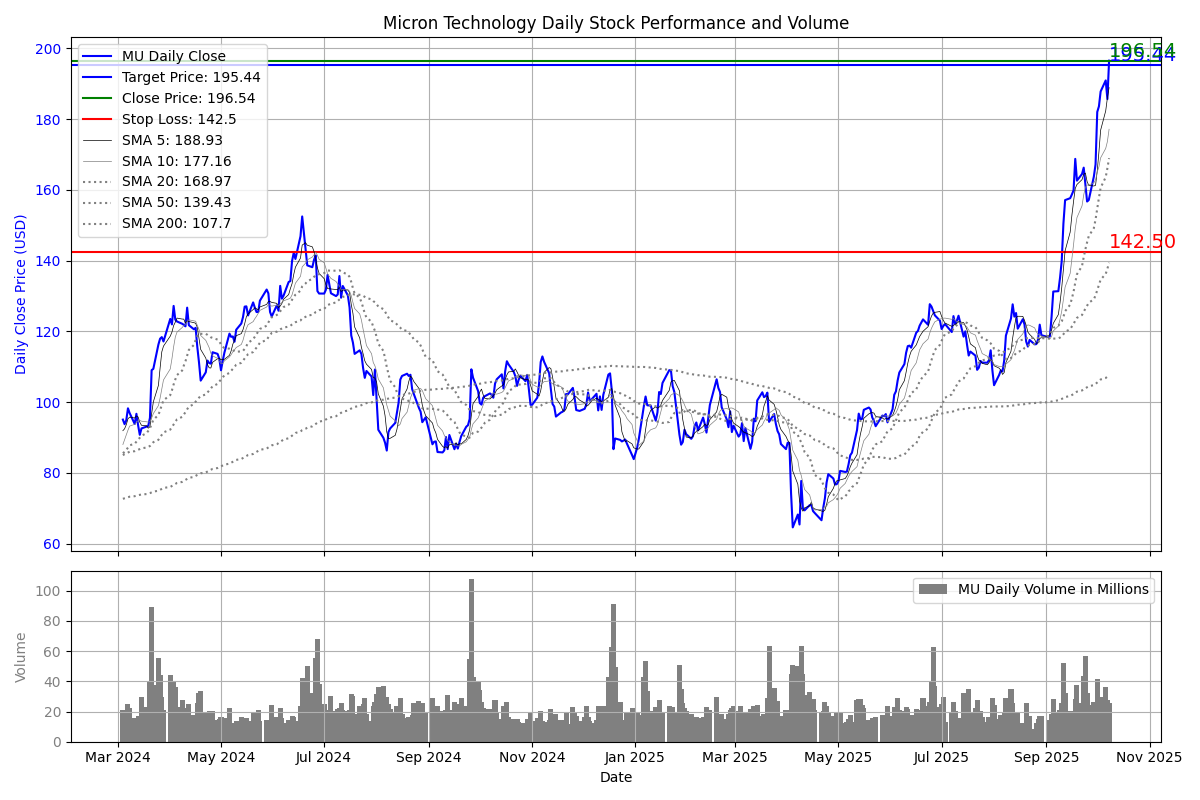 Micron Technology Daily Stock Performance and Volume
200
180
160
140
120
100
80
60
Daily Close Price (USD)
MU Daily Close
Target Price: 195.44
Close Price: 196.54
Stop Loss: 142.5
SMA 5: 188.93
SMA 10: 177.16
SMA 20: 168.97
SMA 50: 139.43
SMA 200: 107.7
196.54
195.44
142.50
100
80
60
40
20
0
Volume
MU Daily Volume in Millions
Mar 2024 May 2024 Jul 2024 Sep 2024 Nov 2024 Jan 2025 Mar 2025 May 2025 Jul 2025 Sep 2025 Nov 2025
Date